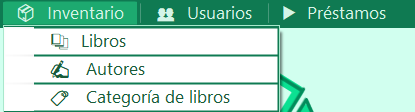 Inventario Usuarios Préstamos
Libros
Autores
Categoría de libros